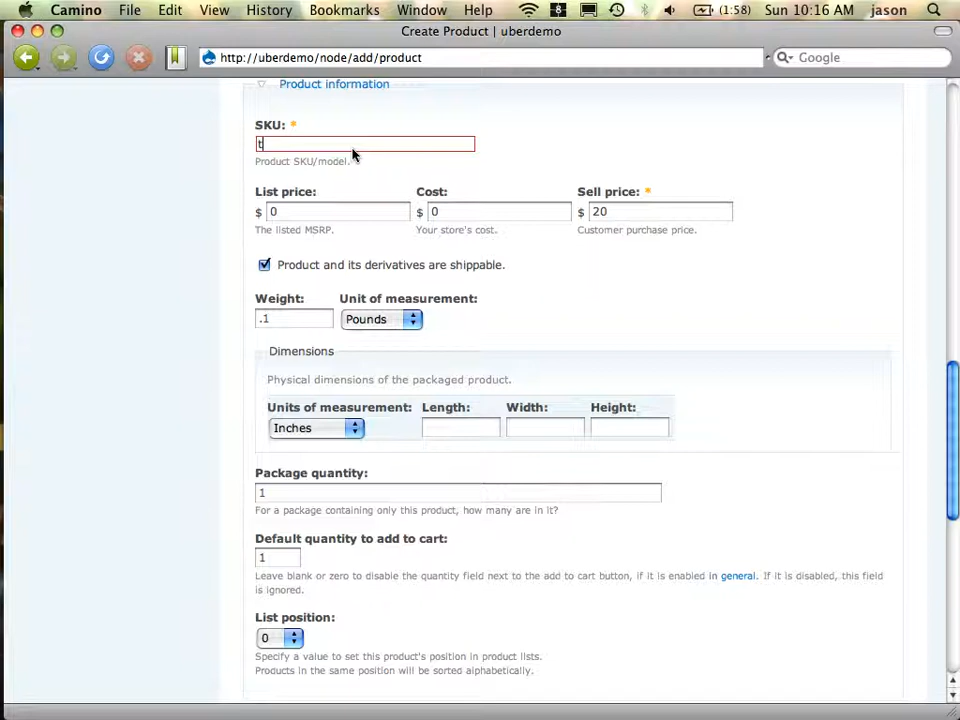 Camino File Edit View History Bookmarks Window Help 8 (1:58) Sun 10:16 AM jason
Create Product | uberdemo
http://uberdemo/node/add/product Google
Product information
SKU: *
t
Product SKU/model.
List price: Cost: Sell price: *
$ 0 $ 0 $ 20
The listed MSRP. Your store's cost. Customer purchase price.
Product and its derivatives are shippable.
Weight: Unit of measurement:
.1 Pounds
Dimensions
Physical dimensions of the packaged product.
Units of measurement: Length: Width: Height:
Inches
Package quantity:
1
For a package containing only this product, how many are in it?
Default quantity to add to cart:
1
Leave blank or zero to disable the quantity field next to the add to cart button, if it is enabled in general. If it is disabled, this field
is ignored.
List position:
0
Specify a value to set this product's position in product lists.
Products in the same position will be sorted alphabetically.